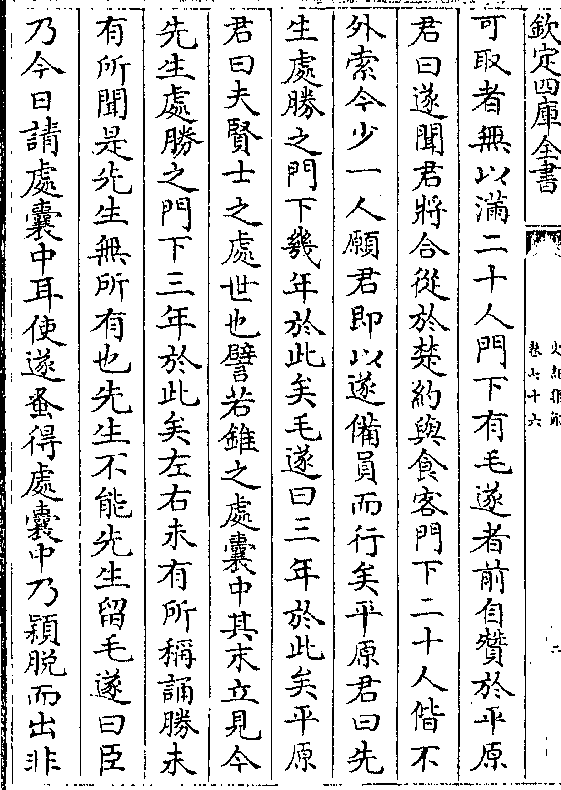 欽定四庫全書
卷七十六
二
可取者無以滿二十人門下有毛遂者前自贊於平原
君曰遂聞君將合從於楚約與食客門下二十人偕不
外索今少一人願君即以遂備員而行矣平原君曰先
生處勝之門下幾年於此矣毛遂曰三年於此矣平原
君曰夫賢士之處世也譬若錐之處囊中其末立見今
先生處勝之門下三年於此矣左右未有所稱誦勝未
有所聞是先生無所有也先生不能先生留毛遂曰臣
乃今日請處囊中耳使遂蚤得處囊中乃穎脫而出非